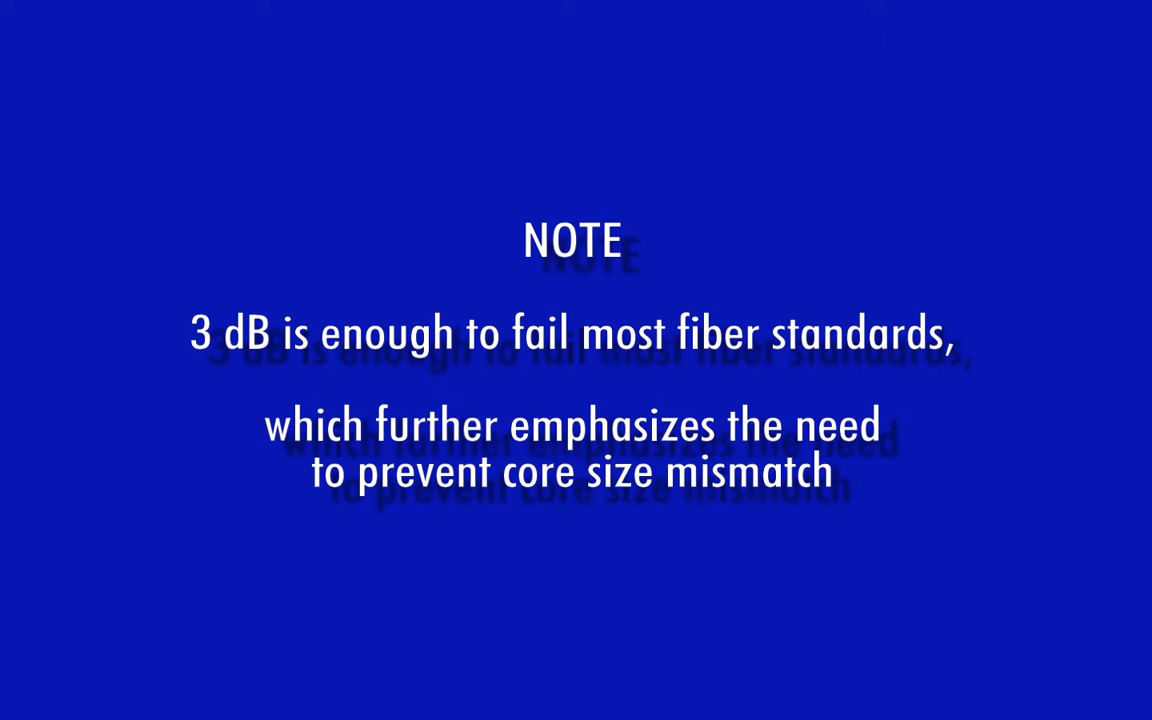 NOTE
3 dB is enough to fail most fiber standards,
which further emphasizes the need
to prevent core size mismatch